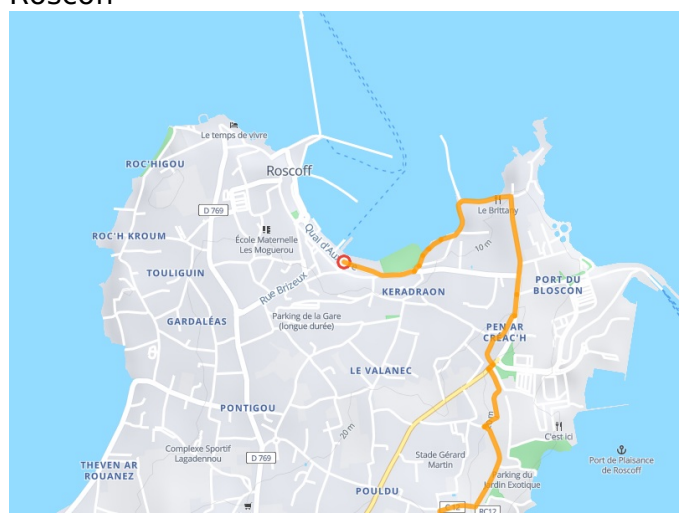 Roscoff
Le temps de vivre
ROC'HIGOU
Roscoff
D 769
Le Brittany
ROC'H KROUM
École Maternelle
Les Moguerou
10 m
TOULIGUIN
Rue Brizeux
KERADRAON
PORT DU
BLOSCON
Parking de la Gare
(longue durée)
GARDALÉAS
PEN AR
CREAC'H
LE VALANEC
PONTIGOU
20 m
C'est ici
Complexe Sportif
Lagadennou
D 769
Stade Gérard
Martin
Port de Plaisance
de Roscoff
THEVEN AR
ROUANEZ
Parking du
Jardin Exotique
POULDU
RC12